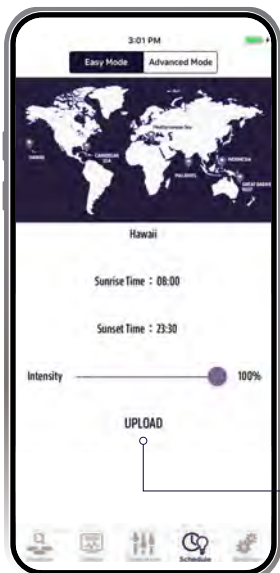 3:01 PM
Easy Mode Advanced Mode
Mediterranean Sea
HAWAII
CARIBBEAN SEA
MALDIVES
INDONESIA
GREAT BARRIER REEF
Hawaii
Sunrise Time : 08:00
Sunset Time : 23:30
Intensity 100%
UPLOAD
Schedule